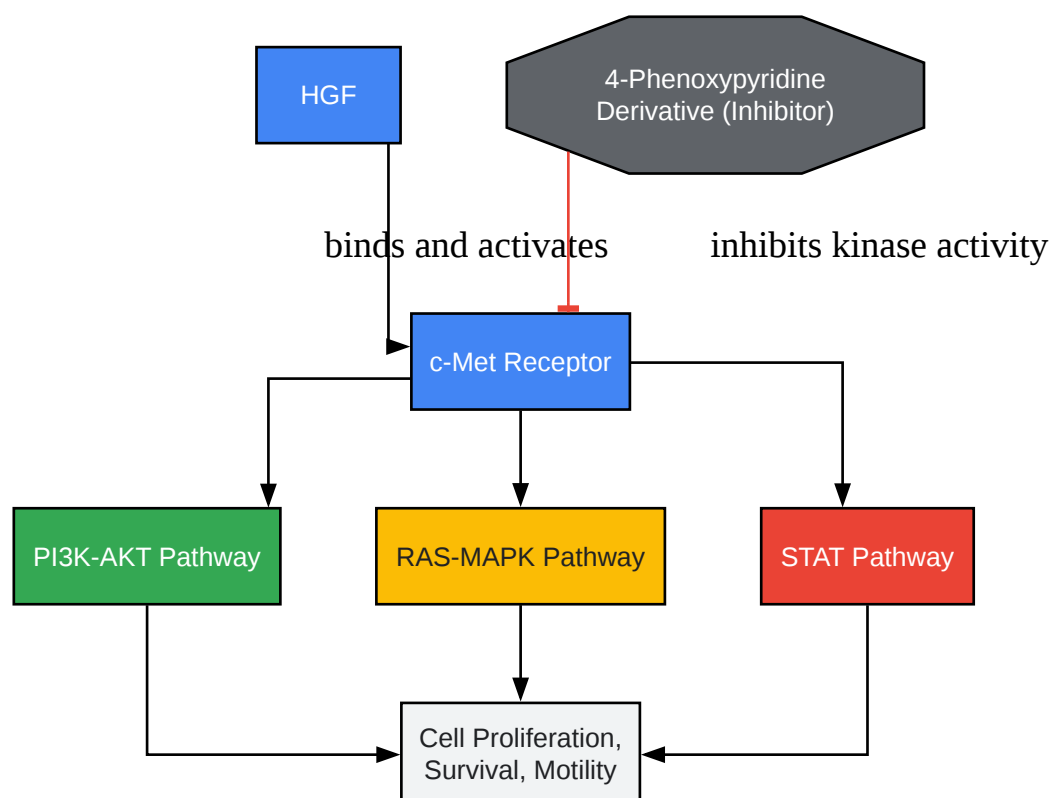 HGF
4-Phenoxypyridine
Derivative (Inhibitor)
binds and activates
inhibits kinase activity
c-Met Receptor
PI3K-AKT Pathway
RAS-MAPK Pathway
STAT Pathway
Cell Proliferation,
Survival, Motility